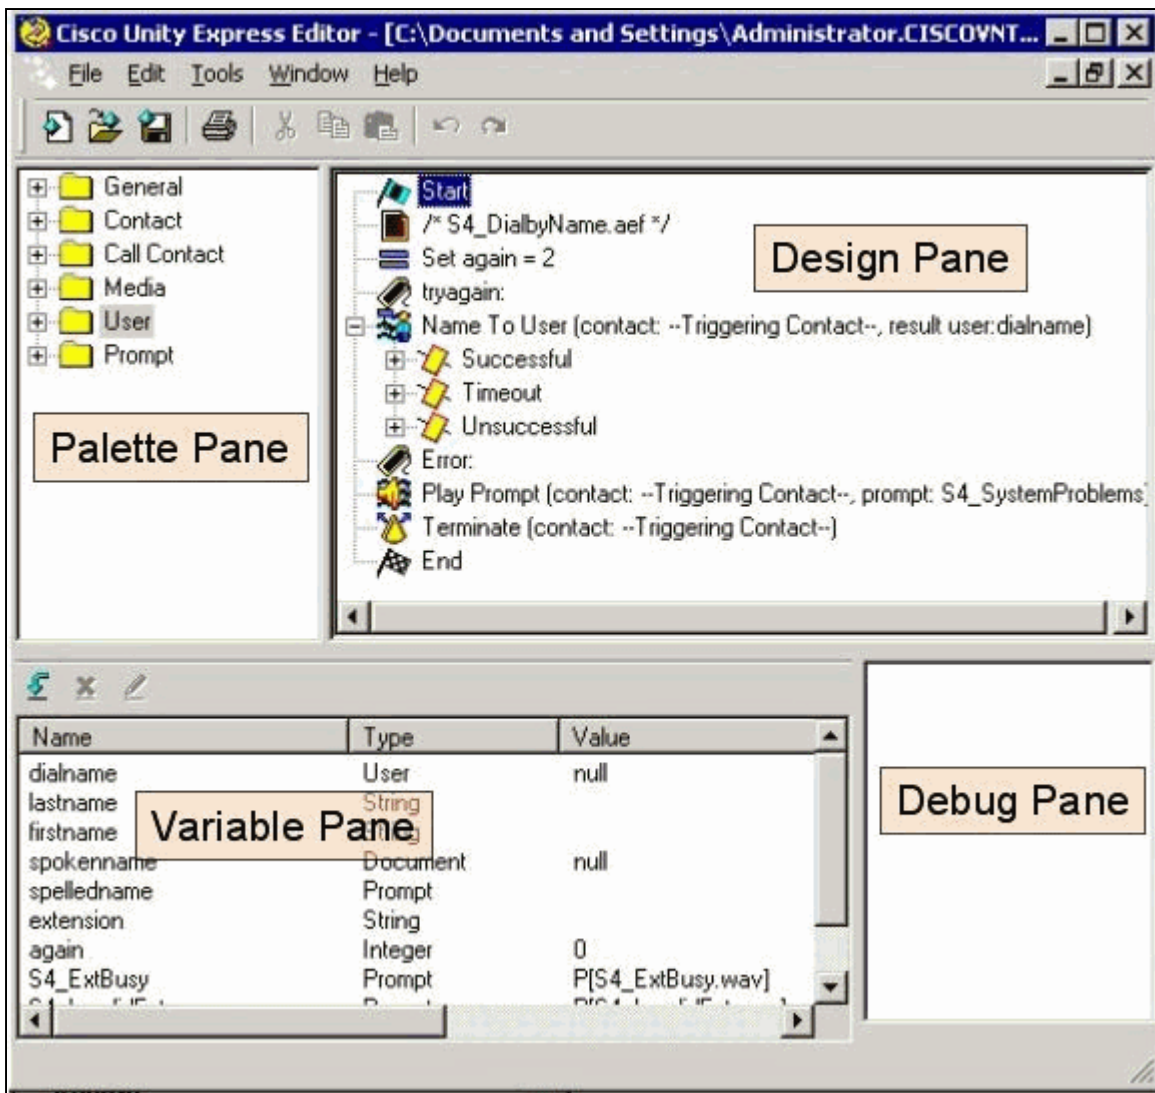 Cisco Unity Express Editor - [C:\Documents and Settings\Administrator.CISCOVNT...
File Edit Tools Window Help
General
Contact
Call Contact
Media
User
Prompt
Palette Pane
Start
/* S4_DialbyName.aef */
Set again = 2
tryagain:
Name To User (contact: --Triggering Contact--, result user:dialname)
Successful
Timeout
Unsuccessful
Error:
Play Prompt (contact: --Triggering Contact--, prompt: S4_SystemProblems)
Terminate (contact: --Triggering Contact--)
End
Design Pane
Name Type Value
dialname User null
lastname String
firstname String
spokenname Document null
spelledname Prompt
extension String
again Integer 0
S4_ExtBusy Prompt P[S4_ExtBusy.wav]
Variable Pane
Debug Pane